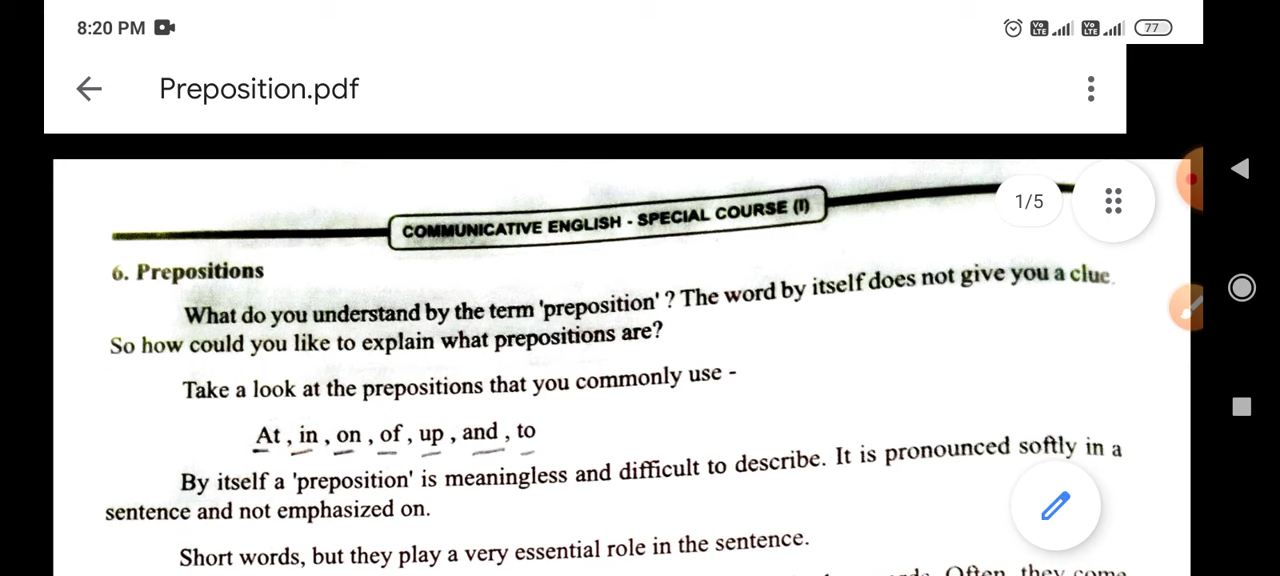 8:20 PM
77
Preposition.pdf
1/5
COMMUNICATIVE ENGLISH - SPECIAL COURSE (I)
6. Prepositions
What do you understand by the term 'preposition' ? The word by itself does not give you a clue.
So how could you like to explain what prepositions are?
Take a look at the prepositions that you commonly use -
At , in , on , of , up , and , to
By itself a 'preposition' is meaningless and difficult to describe. It is pronounced softly in a
sentence and not emphasized on.
Short words, but they play a very essential role in the sentence.
Often, they come